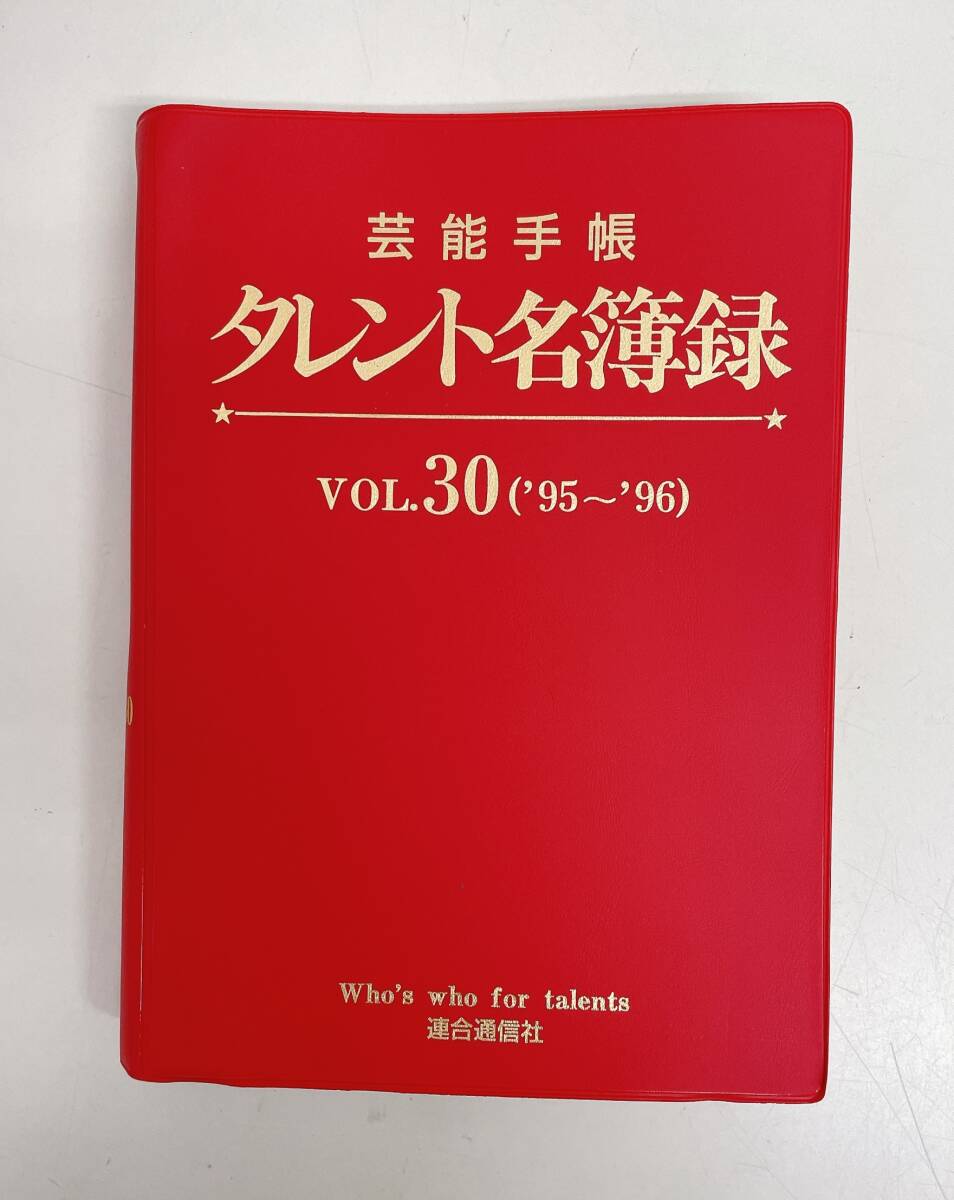 芸能手帳
タレント名簿録
VOL.30(’95〜’96)
Who's who for talents
連合通信社